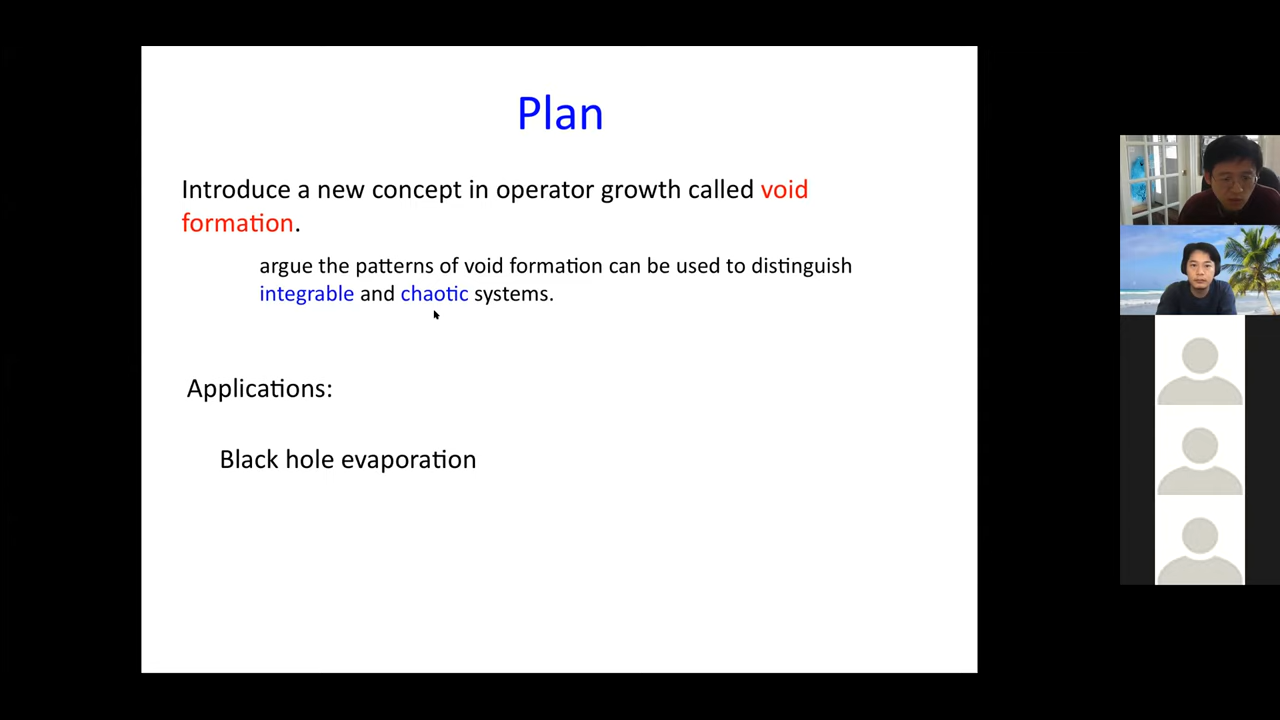 Plan
Introduce a new concept in operator growth called void
formation.
argue the patterns of void formation can be used to distinguish
integrable and chaotic systems.
Applications:
Black hole evaporation